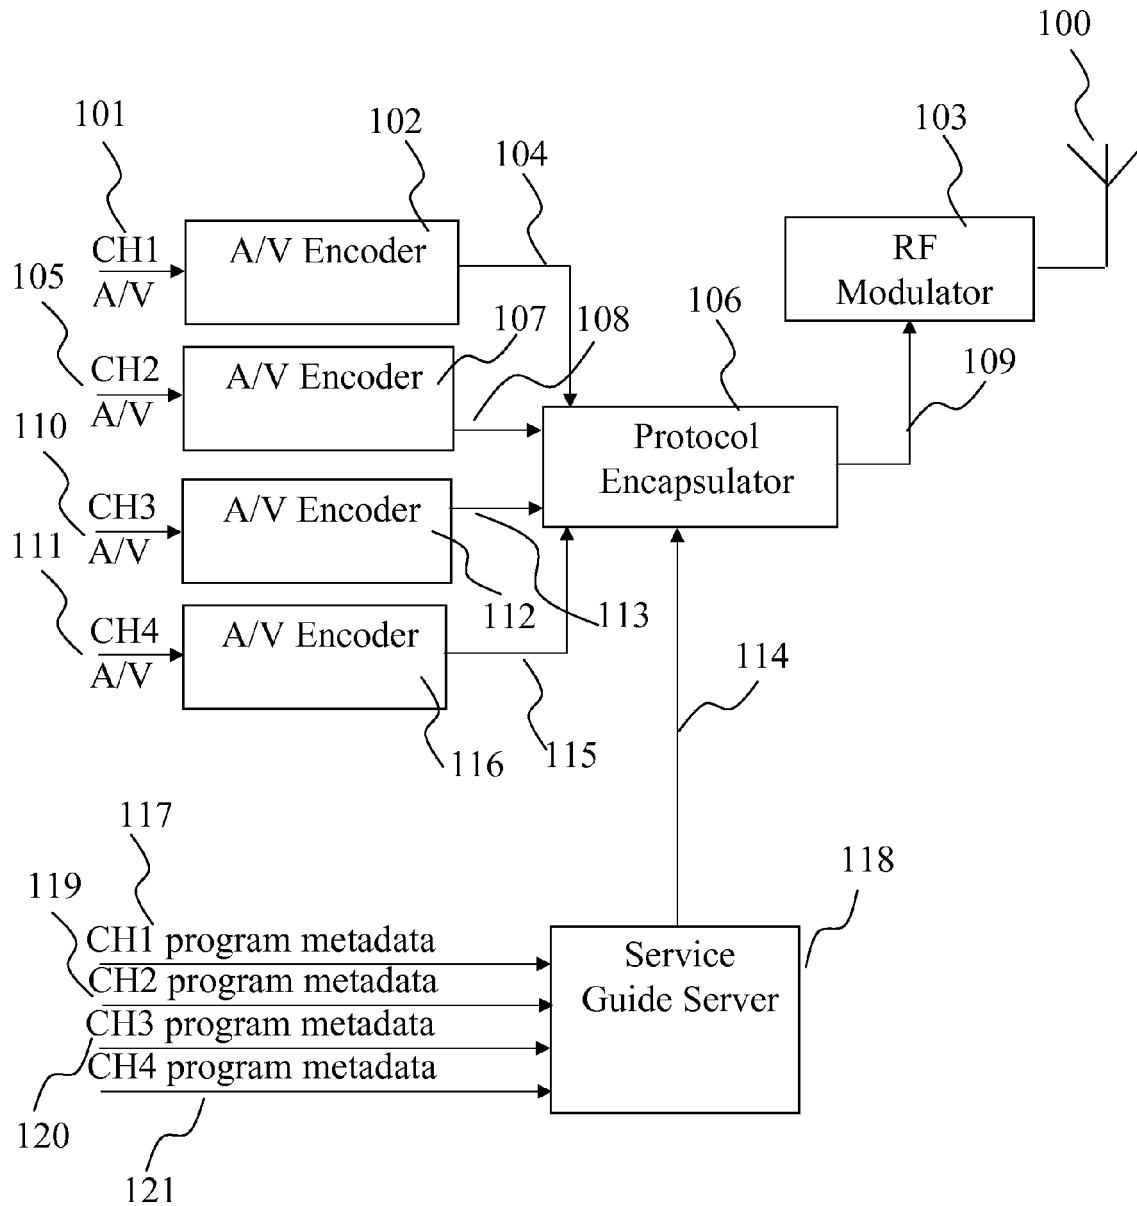 100
101
102
103
104
CH1
A/V
A/V Encoder
RF
Modulator
105
CH2
A/V
A/V Encoder
107
108
106
109
110
Protocol
Encapsulator
CH3
A/V
A/V Encoder
111
112
113
CH4
A/V
A/V Encoder
114
116
115
117
118
119
CH1 program metadata
CH2 program metadata
CH3 program metadata
CH4 program metadata
Service
Guide Server
120
121